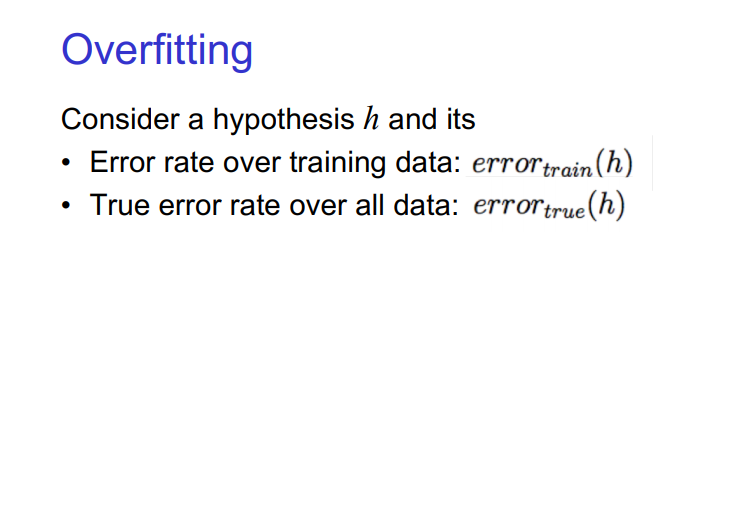 Overfitting
Consider a hypothesis h and its
• Error rate over training data: error_train(h)
• True error rate over all data: error_true(h)